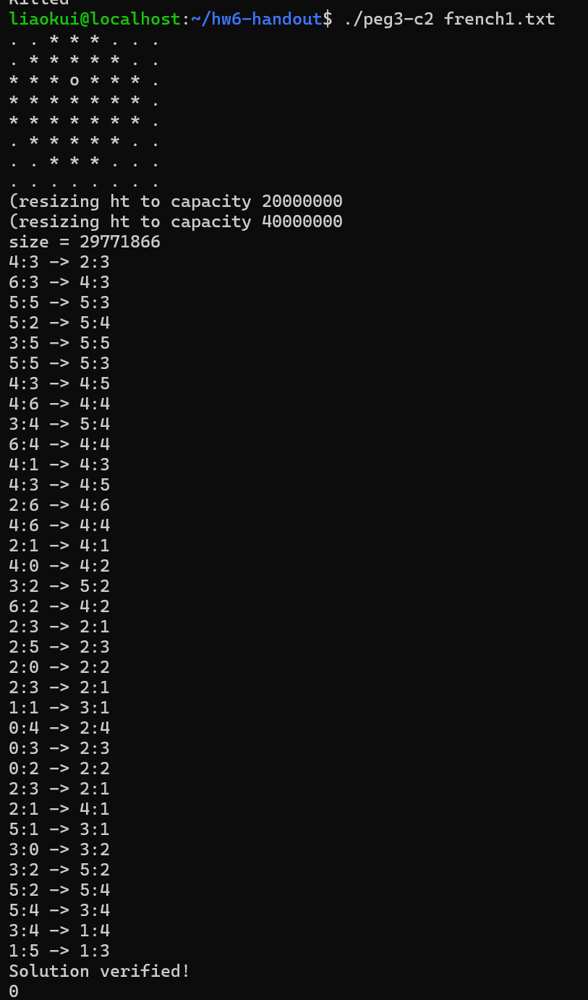 Killed
liaokui@localhost:~/hw6-handout$ ./peg3-c2 french1.txt
. . * * * . . .
. * * * * * . .
* * * o * * * .
* * * * * * * .
* * * * * * * .
. * * * * * . .
. . * * * . . .
. . . . . . . .
(resizing ht to capacity 20000000
(resizing ht to capacity 40000000
size = 29771866
4:3 -> 2:3
6:3 -> 4:3
5:5 -> 5:3
5:2 -> 5:4
3:5 -> 5:5
5:5 -> 5:3
4:3 -> 4:5
4:6 -> 4:4
3:4 -> 5:4
6:4 -> 4:4
4:1 -> 4:3
4:3 -> 4:5
2:6 -> 4:6
4:6 -> 4:4
2:1 -> 4:1
4:0 -> 4:2
3:2 -> 5:2
6:2 -> 4:2
2:3 -> 2:1
2:5 -> 2:3
2:0 -> 2:2
2:3 -> 2:1
1:1 -> 3:1
0:4 -> 2:4
0:3 -> 2:3
0:2 -> 2:2
2:3 -> 2:1
2:1 -> 4:1
5:1 -> 3:1
3:0 -> 3:2
3:2 -> 5:2
5:2 -> 5:4
5:4 -> 3:4
3:4 -> 1:4
1:5 -> 1:3
Solution verified!
0